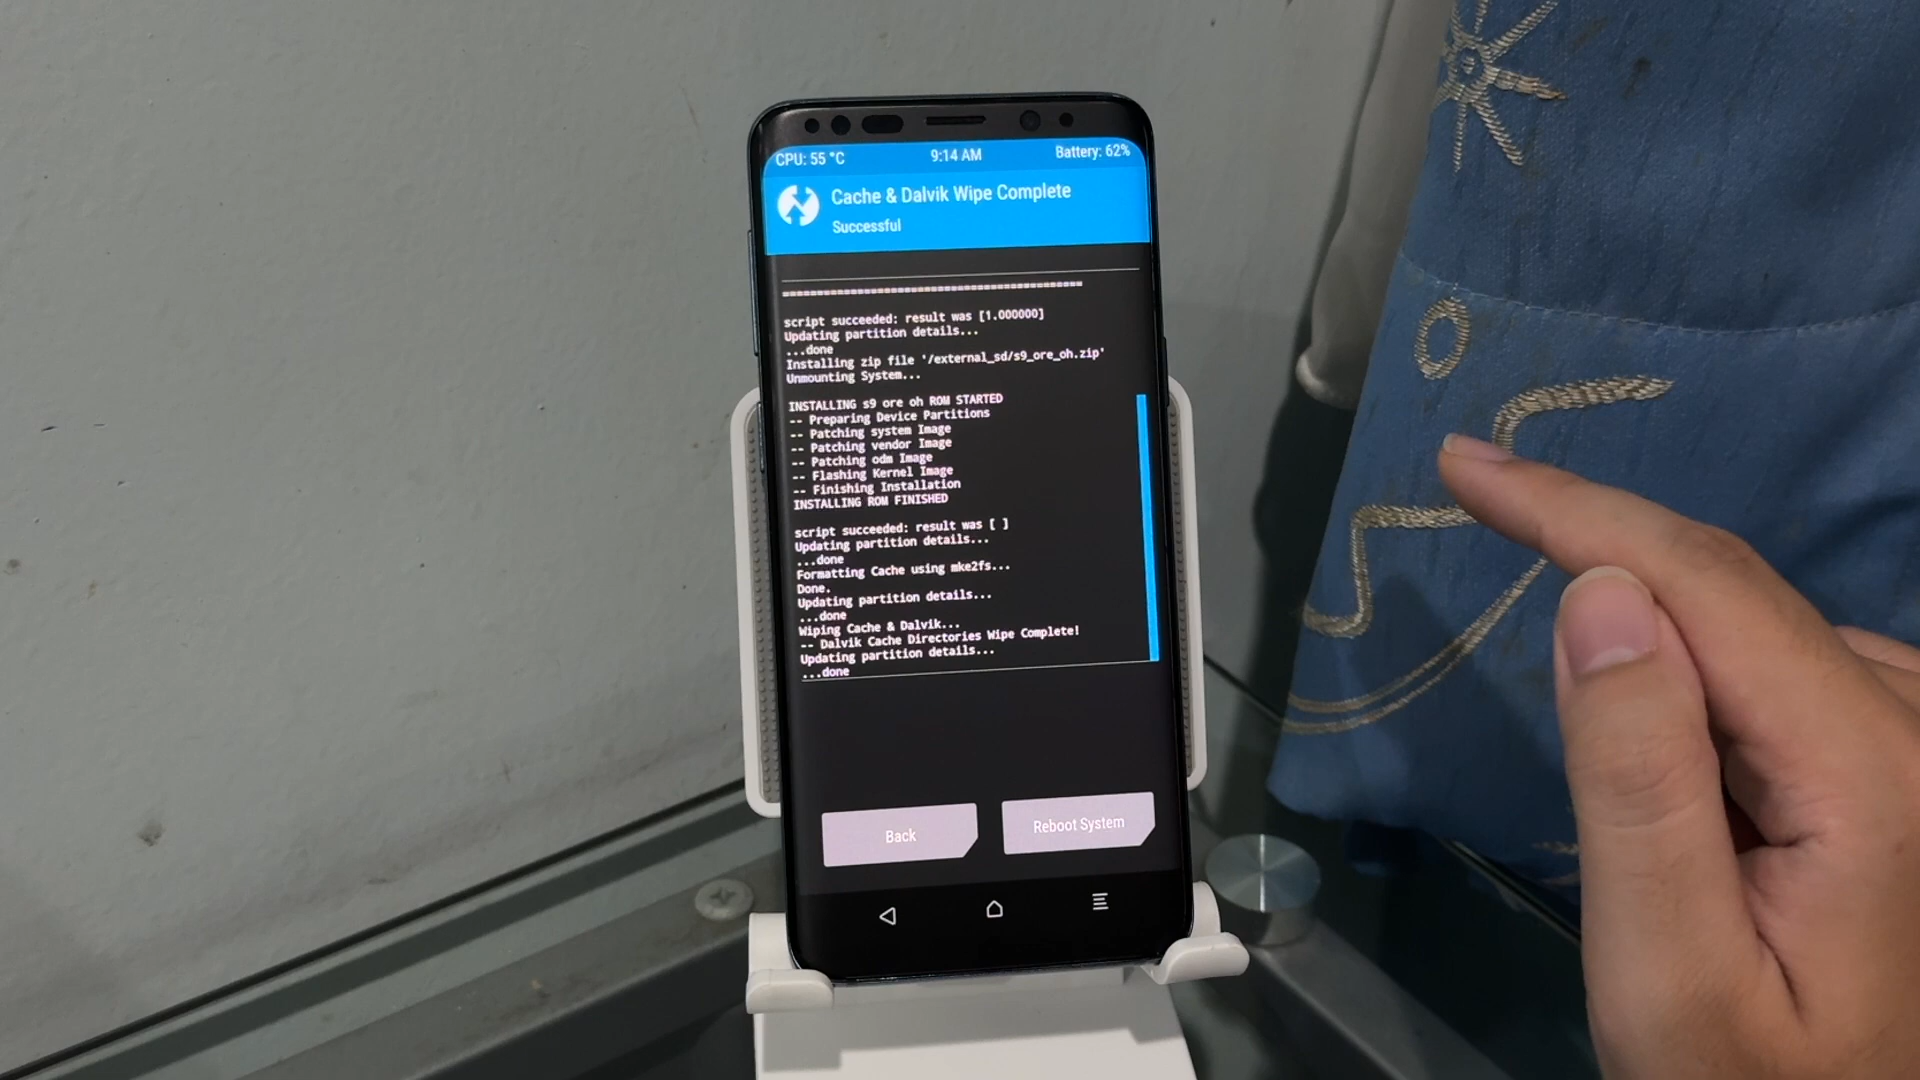 CPU: 55 °C 9:14 AM Battery: 62%
Cache & Dalvik Wipe Complete
Successful
==============================================
script succeeded: result was [1.000000]
Updating partition details...
...done
Installing zip file '/external_sd/s9_ore_oh.zip'
Unmounting System...
INSTALLING s9 ore oh ROM STARTED
-- Preparing Device Partitions
-- Patching system Image
-- Patching vendor Image
-- Patching odm Image
-- Flashing Kernel Image
-- Finishing Installation
INSTALLING ROM FINISHED
script succeeded: result was [ ]
Updating partition details...
...done
Formatting Cache using mke2fs...
Done.
Updating partition details...
...done
Wiping Cache & Dalvik...
-- Dalvik Cache Directories Wipe Complete!
Updating partition details...
...done
Back Reboot System